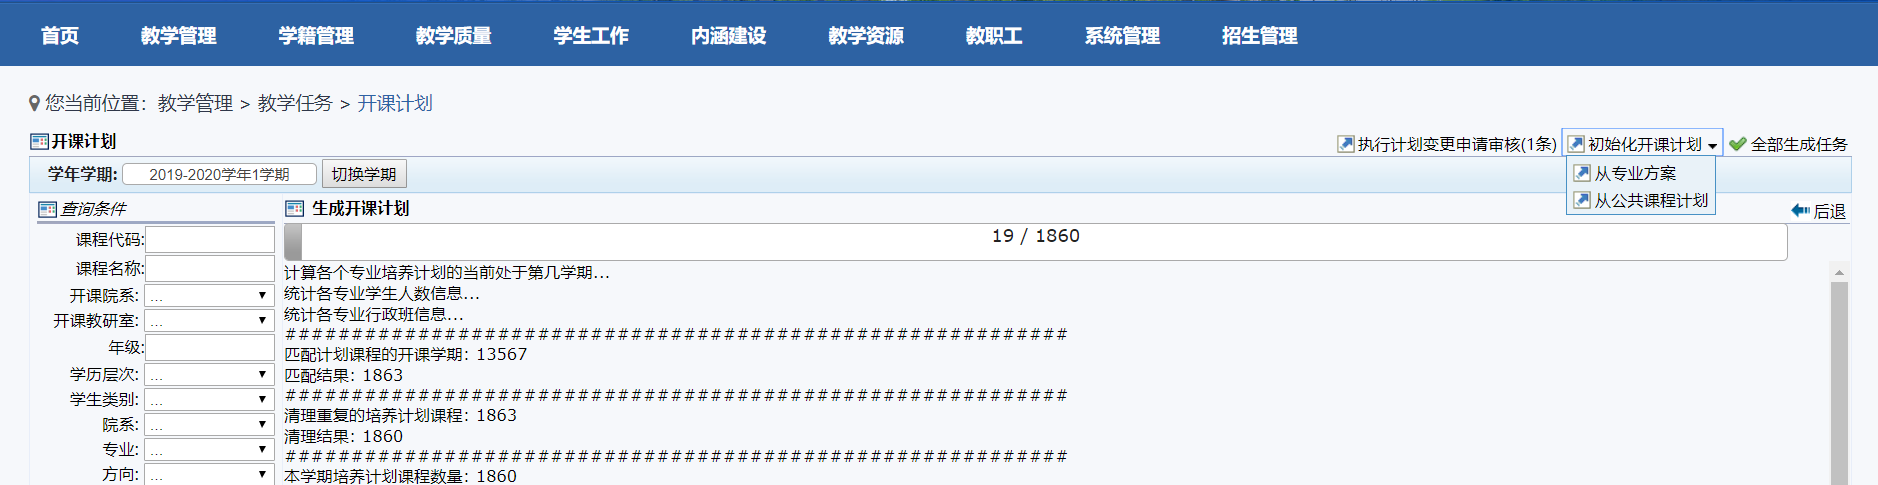 首页 教学管理 学籍管理 教学质量 学生工作 内涵建设 教学资源 教职工 系统管理 招生管理
您当前位置：教学管理 > 教学任务 > 开课计划
开课计划 执行计划变更申请审核(1条) 初始化开课计划 全部生成任务
学年学期: 2019-2020学年1学期 切换学期
从专业方案
从公共课程计划
查询条件
课程代码:
课程名称:
开课院系: ...
开课教研室: ...
年级:
学历层次: ...
学生类别: ...
院系: ...
专业: ...
方向: ...
生成开课计划 后退
19 / 1860
计算各个专业培养计划的当前处于第几学期...
统计各专业学生人数信息...
统计各专业行政班信息...
############################################################
匹配计划课程的开课学期：13567
匹配结果：1863
############################################################
清理重复的培养计划课程：1863
清理结果：1860
############################################################
本学期培养计划课程数量：1860